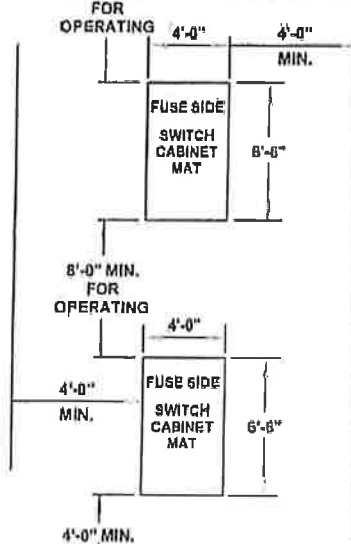 FOR
OPERATING
4'-0"
4'-0"
MIN.
FUSE SIDE
SWITCH
CABINET
MAT
6'-6"
8'-0" MIN.
FOR
OPERATING
4'-0"
4'-0"
MIN.
FUSE SIDE
SWITCH
CABINET
MAT
6'-6"
4'-0" MIN.